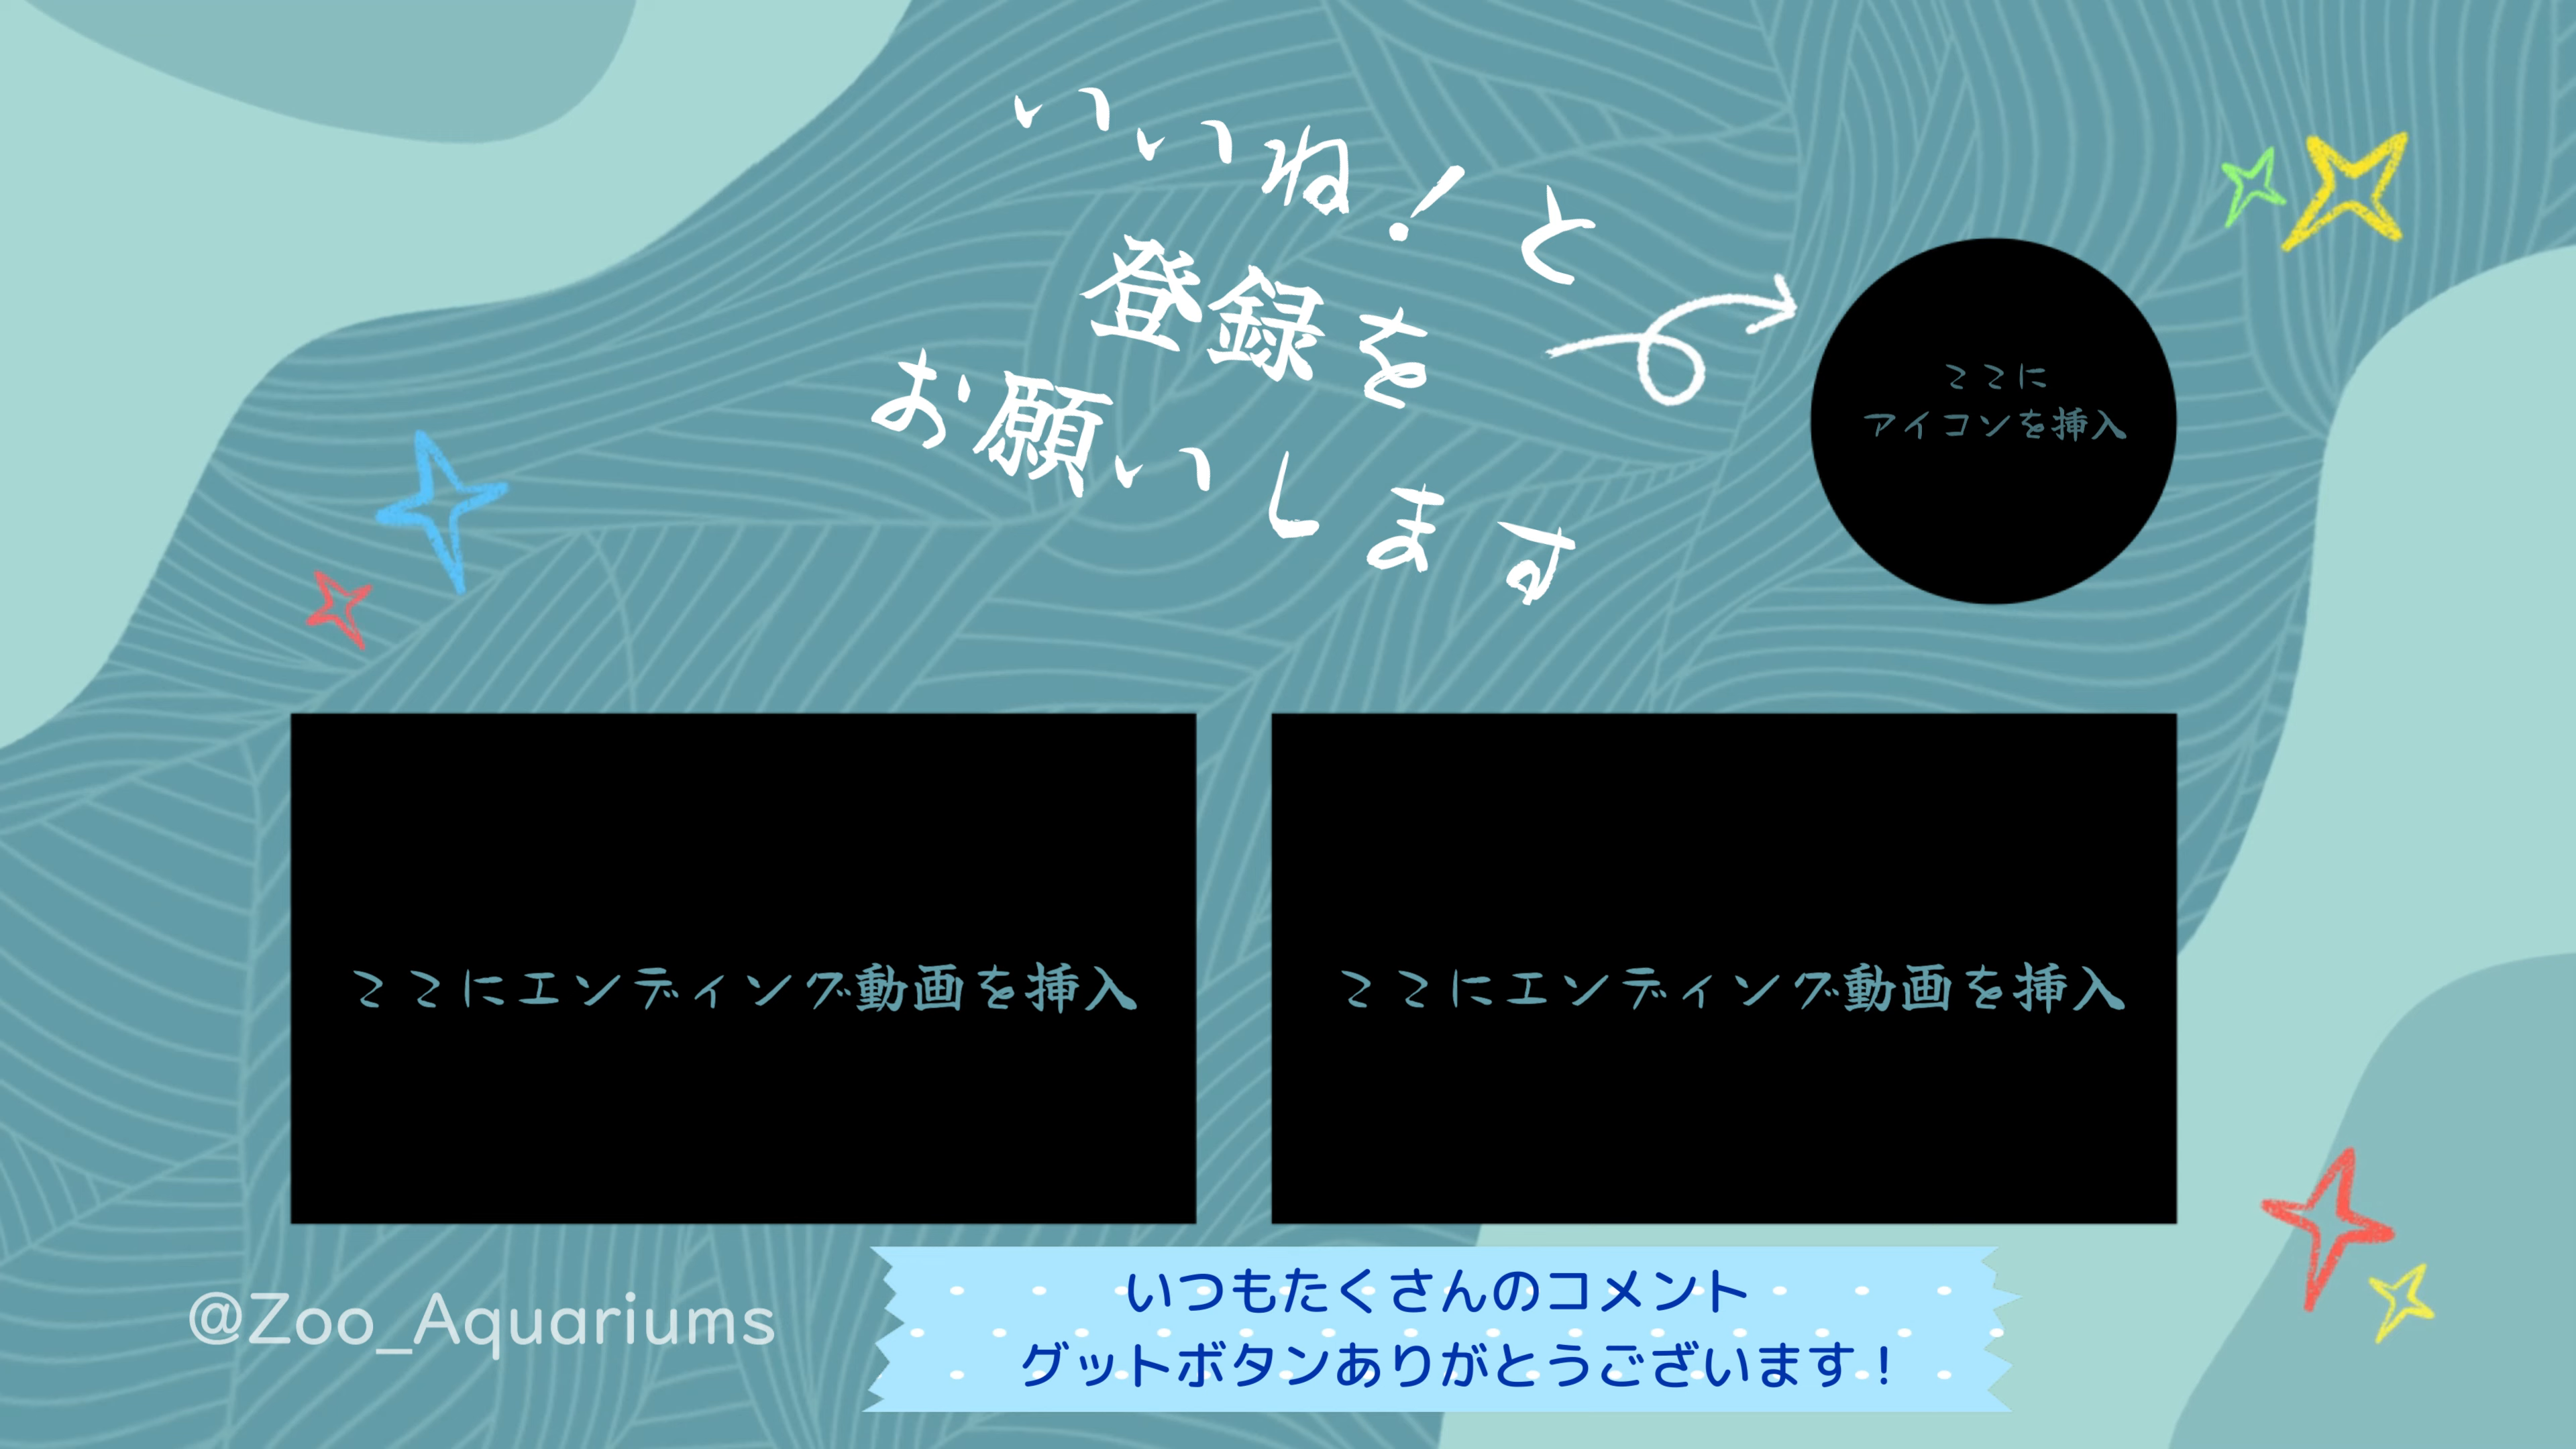 いいね！と
登録を
お願いします
ここに
アイコンを挿入
ここにエンディング動画を挿入
ここにエンディング動画を挿入
@Zoo_Aquariums
いつもたくさんのコメント
グットボタンありがとうございます！